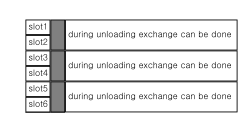 slot1
during unloading exchange can be done
slot2
slot3
during unloading exchange can be done
slot4
slot5
during unloading exchange can be done
slot6